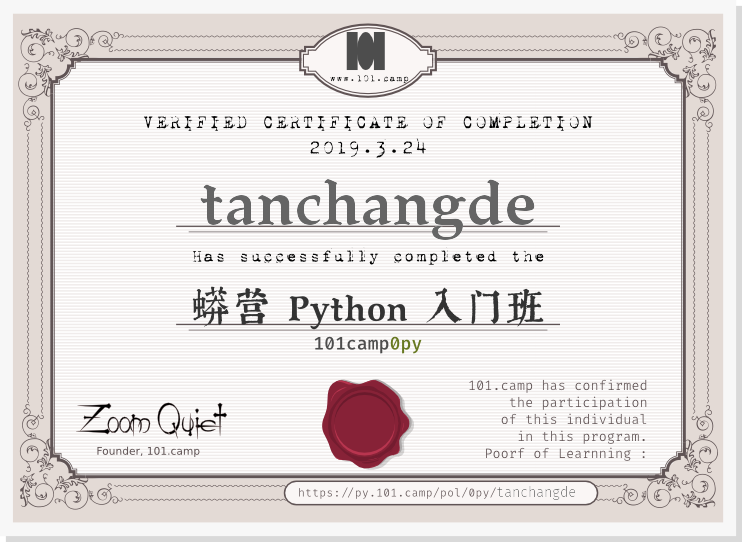 101
www.101.camp
VERIFIED CERTIFICATE OF COMPLETION
2019.3.24
tanchangde
Has successfully completed the
蟒营 Python 入门班
101camp0py
Zoom Quiet
Founder, 101.camp
101.camp has confirmed
the participation
of this individual
in this program.
Poorf of Learnning :
https://py.101.camp/pol/0py/tanchangde